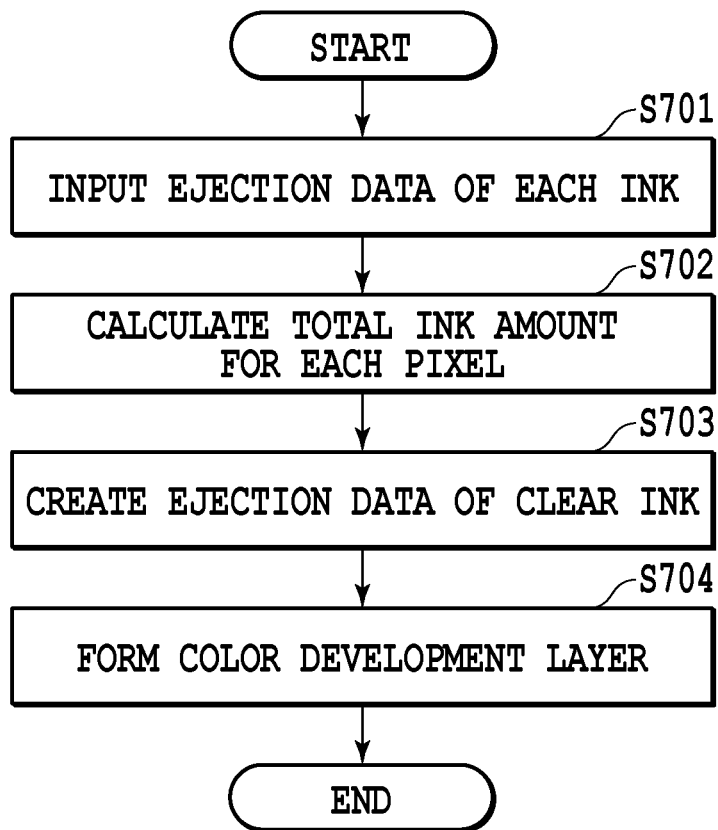 START
S701
INPUT EJECTION DATA OF EACH INK
S702
CALCULATE TOTAL INK AMOUNT
FOR EACH PIXEL
S703
CREATE EJECTION DATA OF CLEAR INK
S704
FORM COLOR DEVELOPMENT LAYER
END